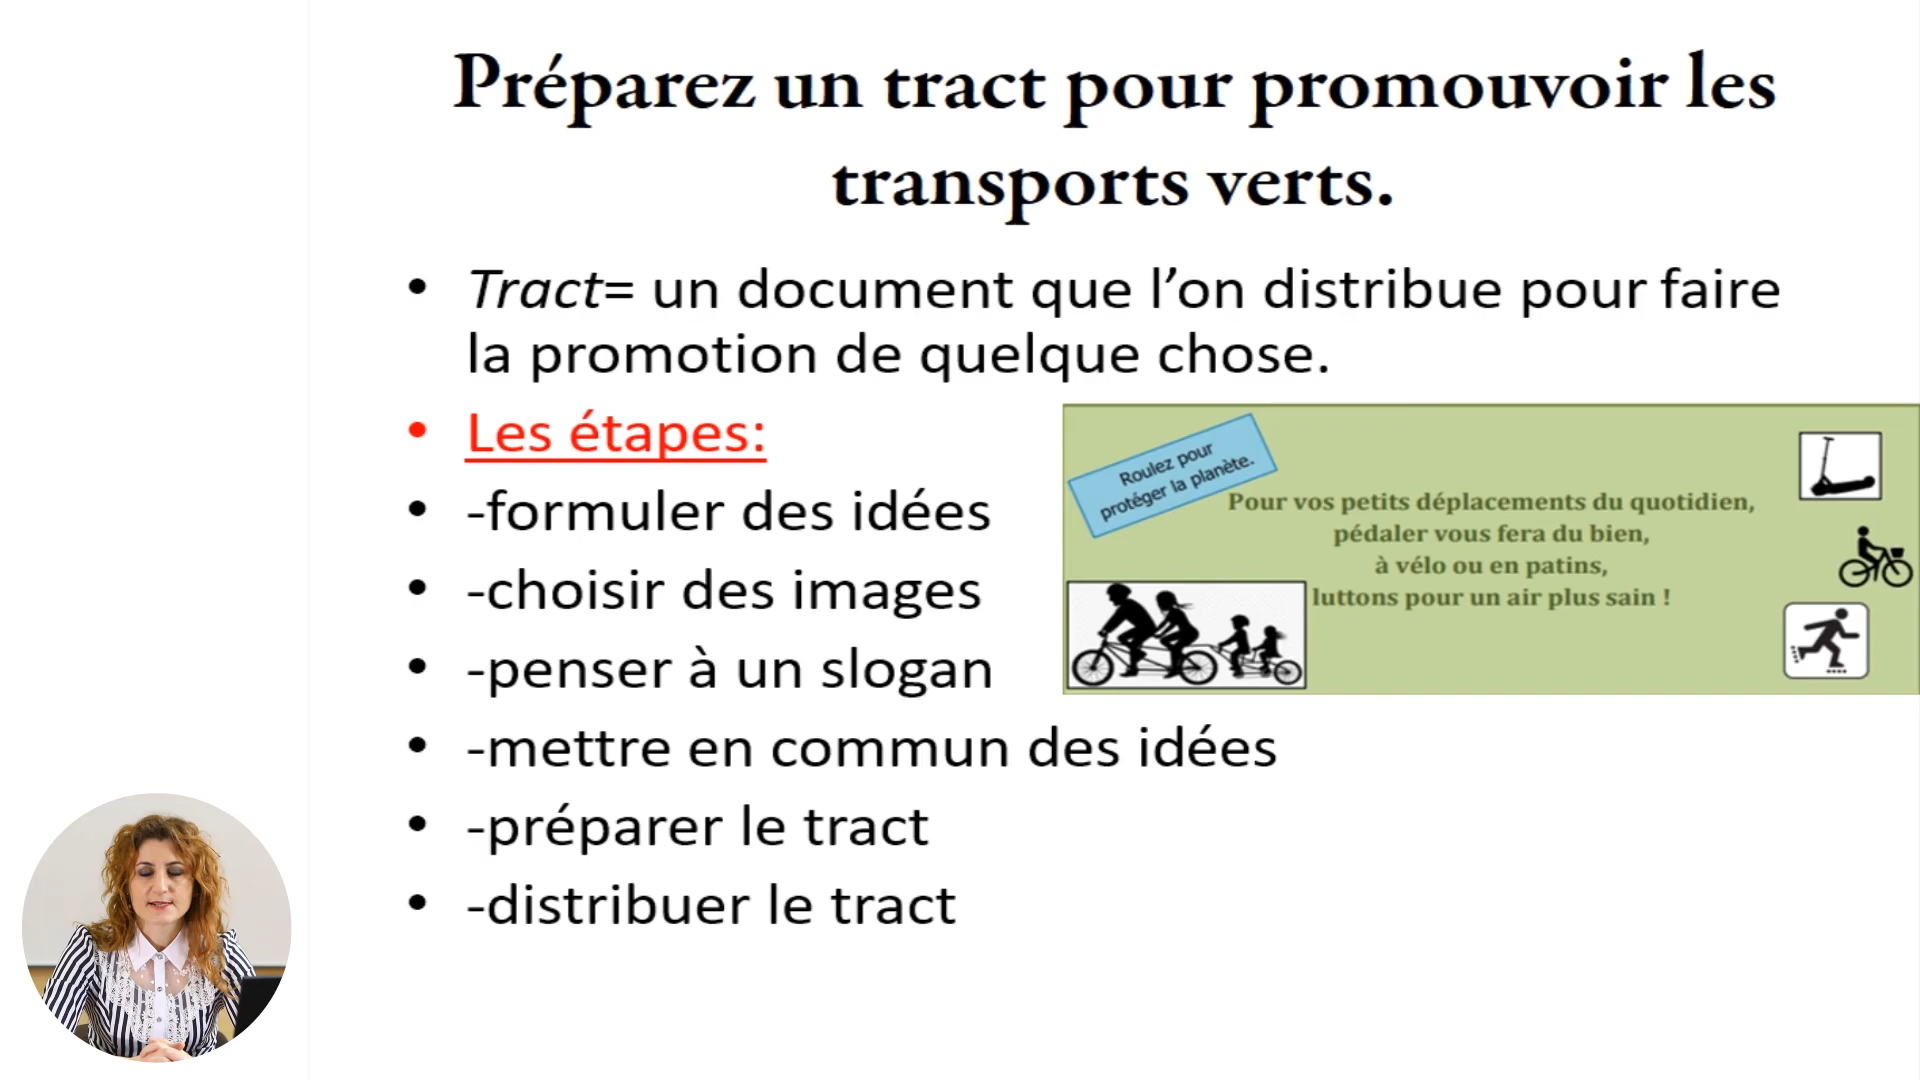 Préparez un tract pour promouvoir les
transports verts.
• Tract= un document que l’on distribue pour faire
la promotion de quelque chose.
• Les étapes:
• -formuler des idées
• -choisir des images
• -penser à un slogan
• -mettre en commun des idées
• -préparer le tract
• -distribuer le tract
Roulez pour
protéger la planète.
Pour vos petits déplacements du quotidien,
pédaler vous fera du bien,
à vélo ou en patins,
luttons pour un air plus sain !